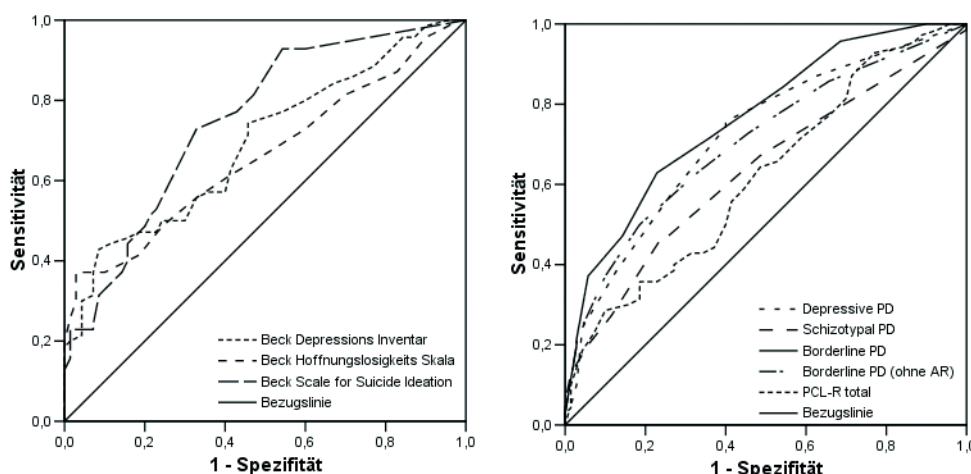 1,0
0,8
0,6
0,4
0,2
0,0
Sensitivität
Beck Depressions Inventar
Beck Hoffnungslosigkeits Skala
Beck Scale for Suicide Ideation
Bezugslinie
0,0 0,2 0,4 0,6 0,8 1,0
1 - Spezifität
1,0
0,8
0,6
0,4
0,2
0,0
Sensitivität
Depressive PD
Schizotypal PD
Borderline PD
Borderline PD (ohne AR)
PCL-R total
Bezugslinie
0,0 0,2 0,4 0,6 0,8 1,0
1 - Spezifität